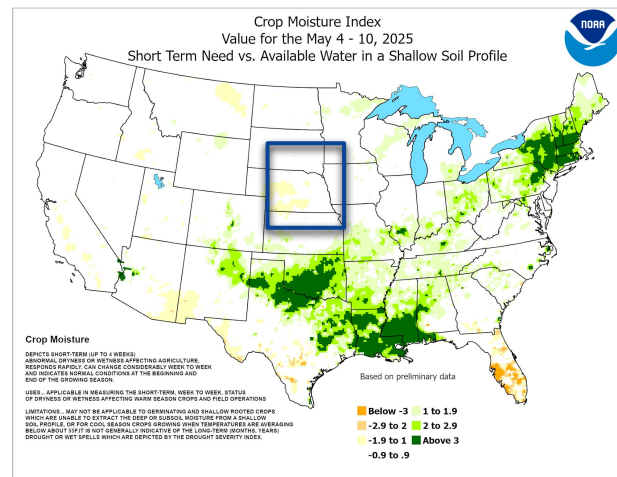 Crop Moisture Index
Value for the May 4 - 10, 2025
Short Term Need vs. Available Water in a Shallow Soil Profile
NOAA
Crop Moisture
DEPICTS SHORT-TERM (UP TO 4 WEEKS)
ABNORMAL DRYNESS OR WETNESS AFFECTING AGRICULTURE,
RESPONDS RAPIDLY, CAN CHANGE CONSIDERABLY WEEK TO WEEK
AND INDICATES NORMAL CONDITIONS AT THE BEGINNING AND
END OF THE GROWING SEASON.
USES... APPLICABLE IN MEASURING THE SHORT-TERM, WEEK TO WEEK, STATUS
OF DRYNESS OR WETNESS AFFECTING WARM SEASON CROPS AND FIELD OPERATIONS
LIMITATIONS... MAY NOT BE APPLICABLE TO GERMINATING AND SHALLOW ROOTED CROPS
WHICH ARE UNABLE TO EXTRACT THE DEEP OR SUBSOIL MOISTURE FROM A SHALLOW
SOIL PROFILE, OR FOR COOL SEASON CROPS GROWING WHEN TEMPERATURES ARE AVERAGING
BELOW ABOUT 55F.IT IS NOT GENERALLY INDICATIVE OF THE LONG-TERM (MONTHS, YEARS)
DROUGHT OR WET SPELLS WHICH ARE DEPICTED BY THE DROUGHT SEVERITY INDEX.
Based on preliminary data
Below -3
-2.9 to 2
-1.9 to 1
-0.9 to .9
1 to 1.9
2 to 2.9
Above 3